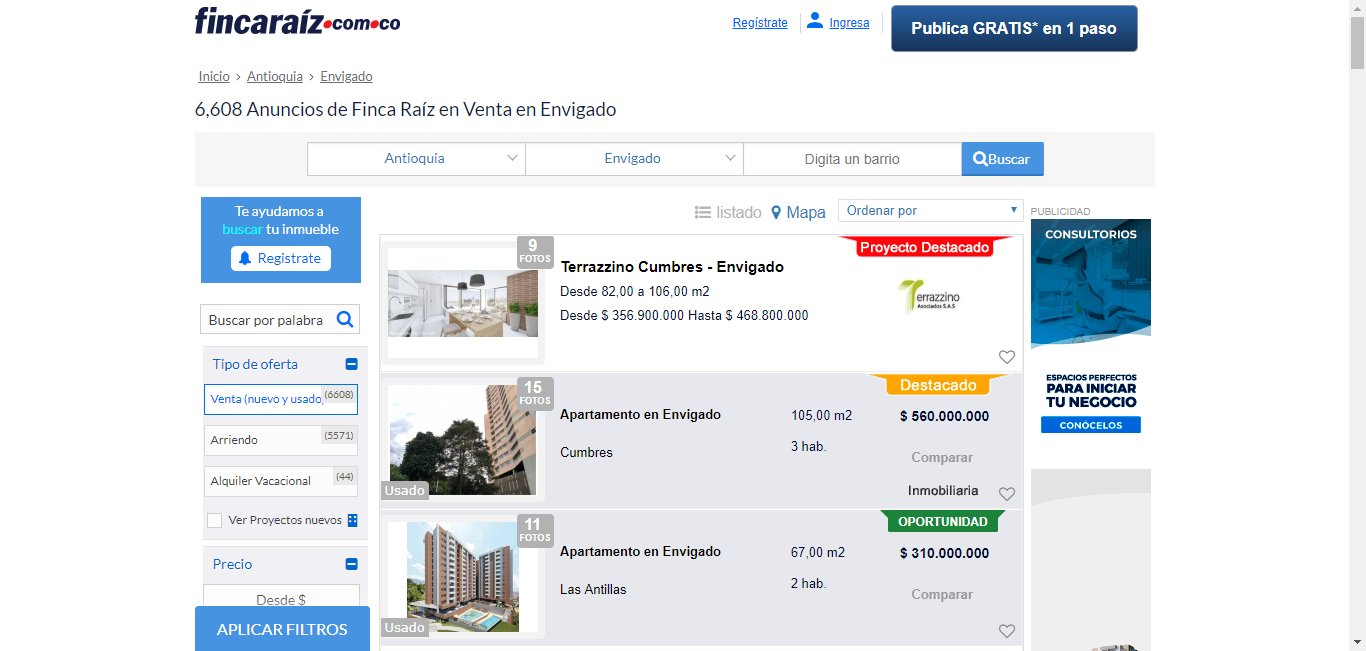 fincaraíz.com.co
Regístrate
Ingresa
Publica GRATIS* en 1 paso
Inicio › Antioquia › Envigado
6,608 Anuncios de Finca Raíz en Venta en Envigado
Antioquia
Envigado
Digita un barrio
Buscar
Te ayudamos a
buscar tu inmueble
Registrate
Buscar por palabra
Tipo de oferta
Venta (nuevo y usado)
(6608)
Arriendo
(5571)
Alquiler Vacacional
(44)
Ver Proyectos nuevos
Precio
Desde $
APLICAR FILTROS
listado
Mapa
Ordenar por
9
FOTOS
Proyecto Destacado
Terrazzino Cumbres - Envigado
Desde 82,00 a 106,00 m2
Desde $ 356.900.000 Hasta $ 468.800.000
Terrazzino
Asociados S.A.S
15
FOTOS
Usado
Destacado
Apartamento en Envigado
105,00 m2
$ 560.000.000
Cumbres
3 hab.
Comparar
Inmobiliaria
11
FOTOS
Usado
OPORTUNIDAD
Apartamento en Envigado
67,00 m2
$ 310.000.000
Las Antillas
2 hab.
Comparar
PUBLICIDAD
CONSULTORIOS
ESPACIOS PERFECTOS
PARA INICIAR
TU NEGOCIO
CONÓCELOS